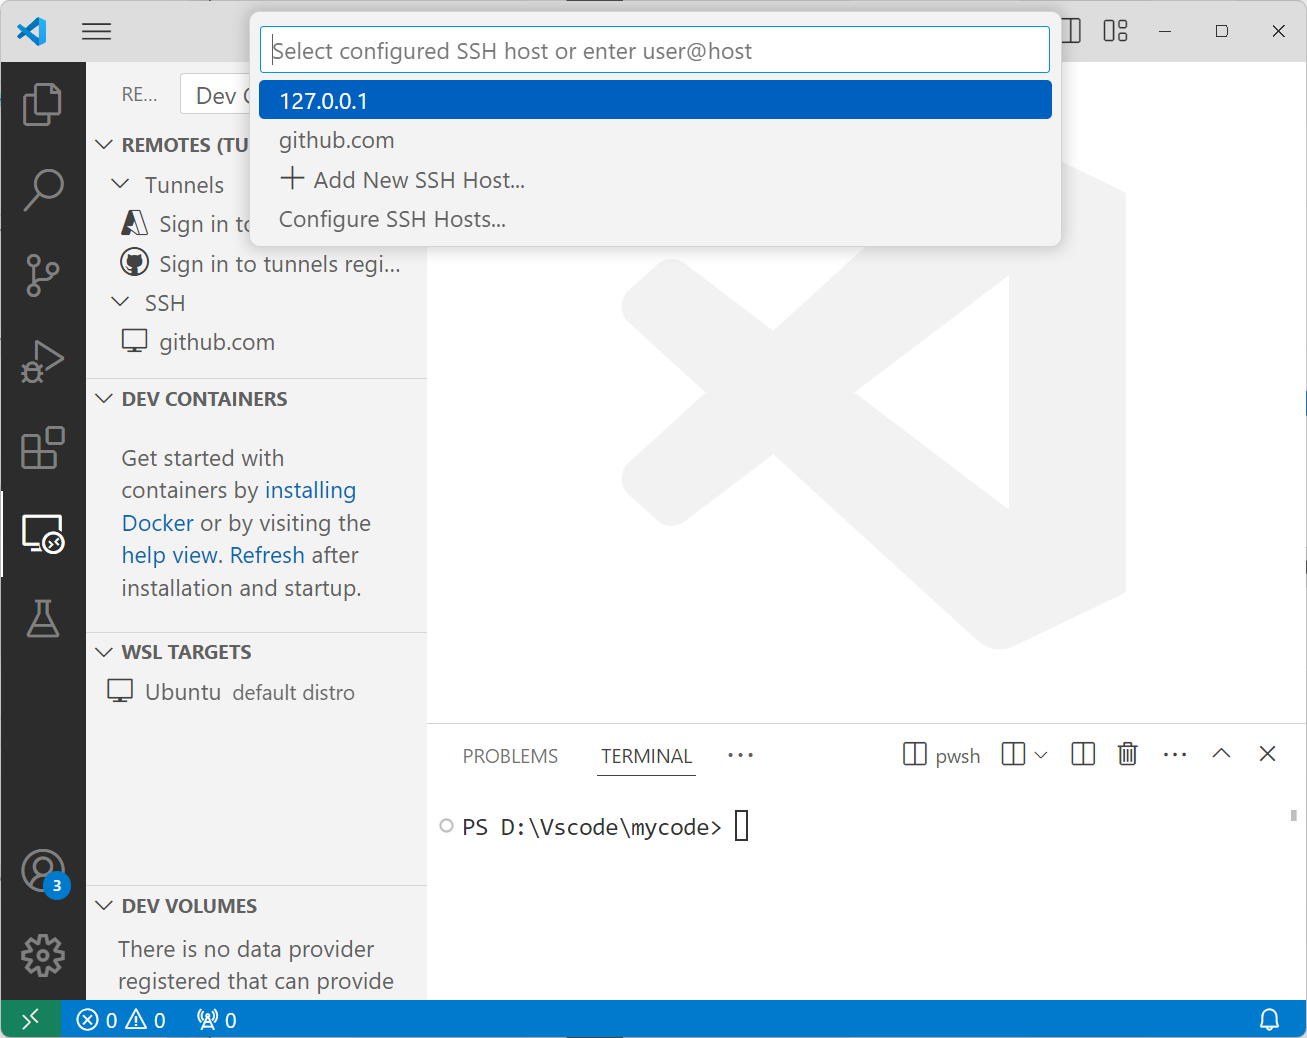 Select configured SSH host or enter user@host
127.0.0.1
github.com
Add New SSH Host...
Configure SSH Hosts...
RE...
Dev
REMOTES (TU
Tunnels
Sign in to
Sign in to tunnels regi...
SSH
github.com
DEV CONTAINERS
Get started with
containers by installing
Docker or by visiting the
help view. Refresh after
installation and startup.
WSL TARGETS
Ubuntu default distro
DEV VOLUMES
There is no data provider
registered that can provide
PROBLEMS
TERMINAL
pwsh
PS D:\Vscode\mycode>
3
0
0
0